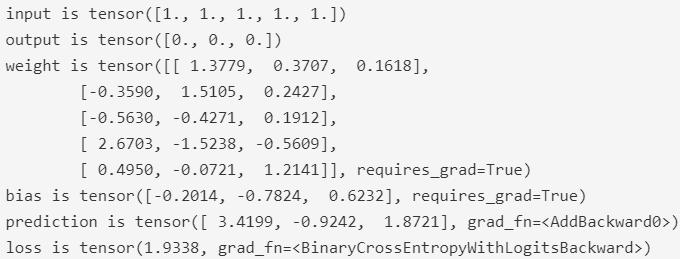 input is tensor([1., 1., 1., 1., 1.])
output is tensor([0., 0., 0.])
weight is tensor([[ 1.3779,  0.3707,  0.1618],
        [-0.3590,  1.5105,  0.2427],
        [-0.5630, -0.4271,  0.1912],
        [ 2.6703, -1.5238, -0.5609],
        [ 0.4950, -0.0721,  1.2141]], requires_grad=True)
bias is tensor([-0.2014, -0.7824,  0.6232], requires_grad=True)
prediction is tensor([ 3.4199, -0.9242,  1.8721], grad_fn=<AddBackward0>)
loss is tensor(1.9338, grad_fn=<BinaryCrossEntropyWithLogitsBackward>)